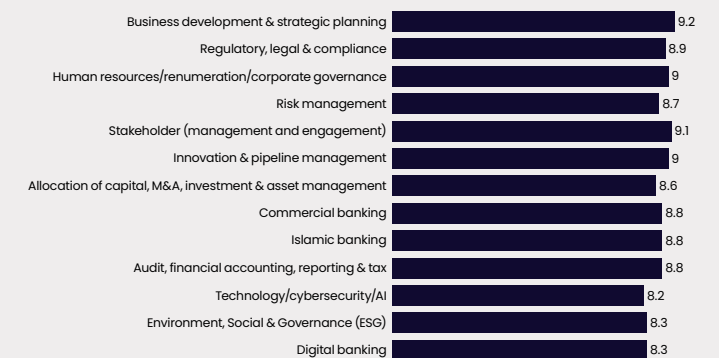 Business development & strategic planning 9.2
Regulatory, legal & compliance 8.9
Human resources/renumeration/corporate governance 9
Risk management 8.7
Stakeholder (management and engagement) 9.1
Innovation & pipeline management 9
Allocation of capital, M&A, investment & asset management 8.6
Commercial banking 8.8
Islamic banking 8.8
Audit, financial accounting, reporting & tax 8.8
Technology/cybersecurity/AI 8.2
Environment, Social & Governance (ESG) 8.3
Digital banking 8.3